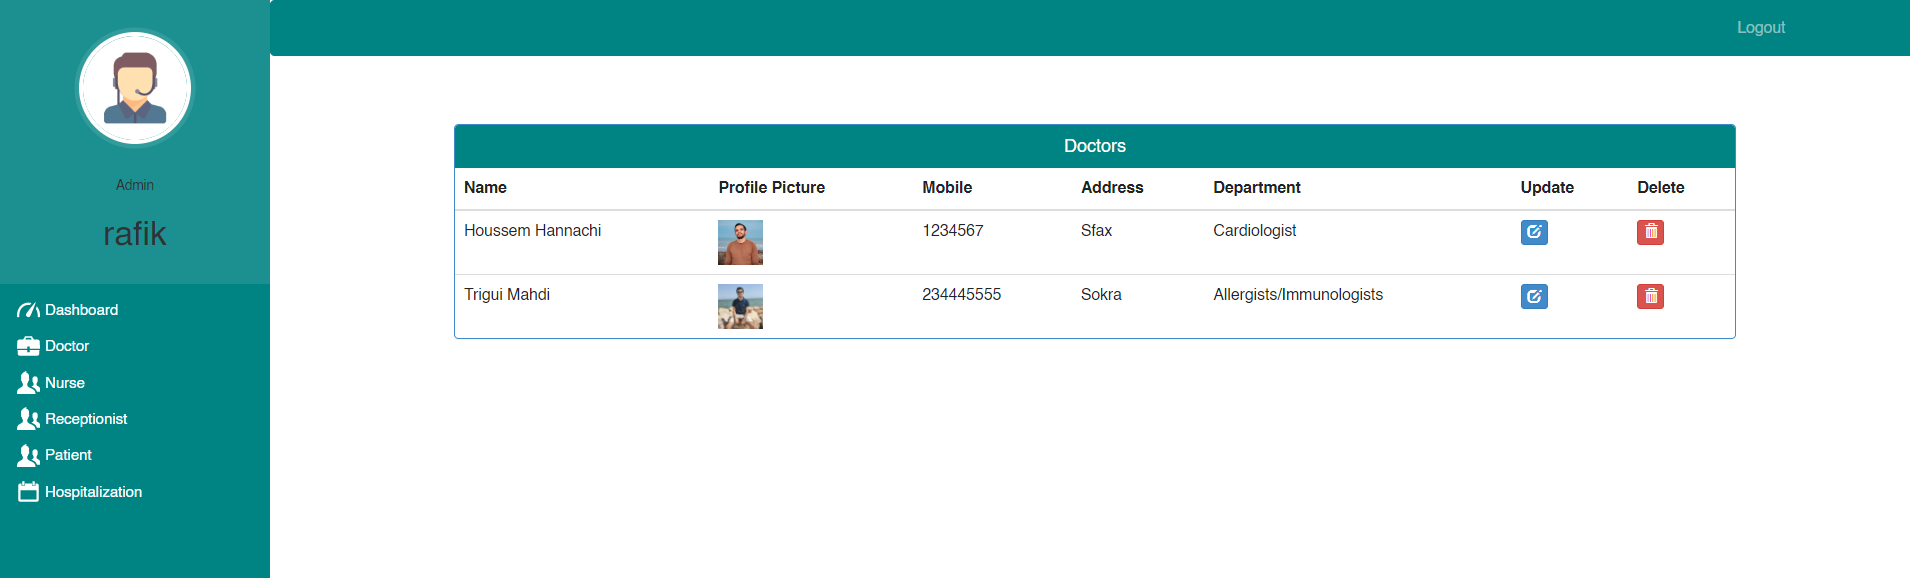 Logout
Admin
rafik
Dashboard
Doctor
Nurse
Receptionist
Patient
Hospitalization
Doctors
Name Profile Picture Mobile Address Department Update Delete
Houssem Hannachi 1234567 Sfax Cardiologist
Trigui Mahdi 234445555 Sokra Allergists/Immunologists